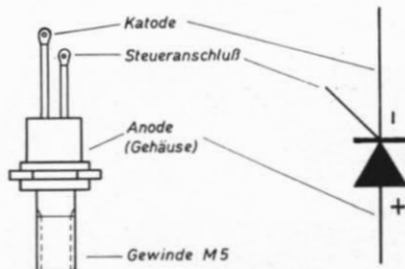 Katode
Steueranschluß
Anode
(Gehäuse)
Gewinde M5
I
+